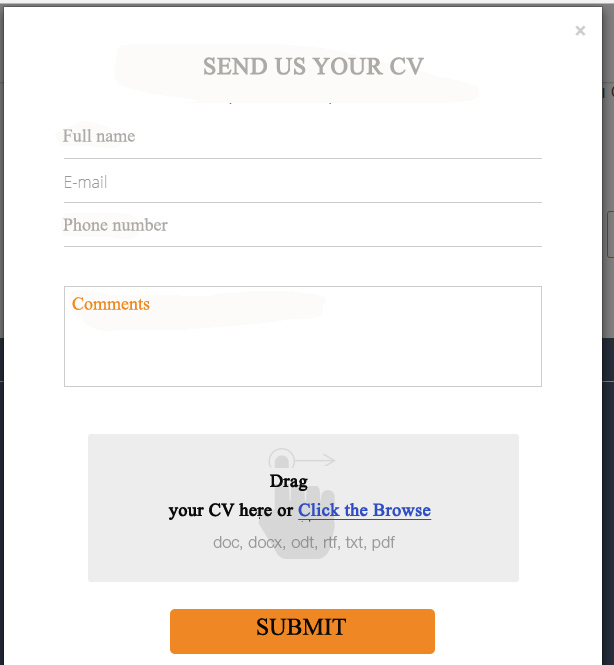 ×
SEND US YOUR CV
Full name
E-mail
Phone number
Comments
Drag
your CV here or Click the Browse
doc, docx, odt, rtf, txt, pdf
SUBMIT